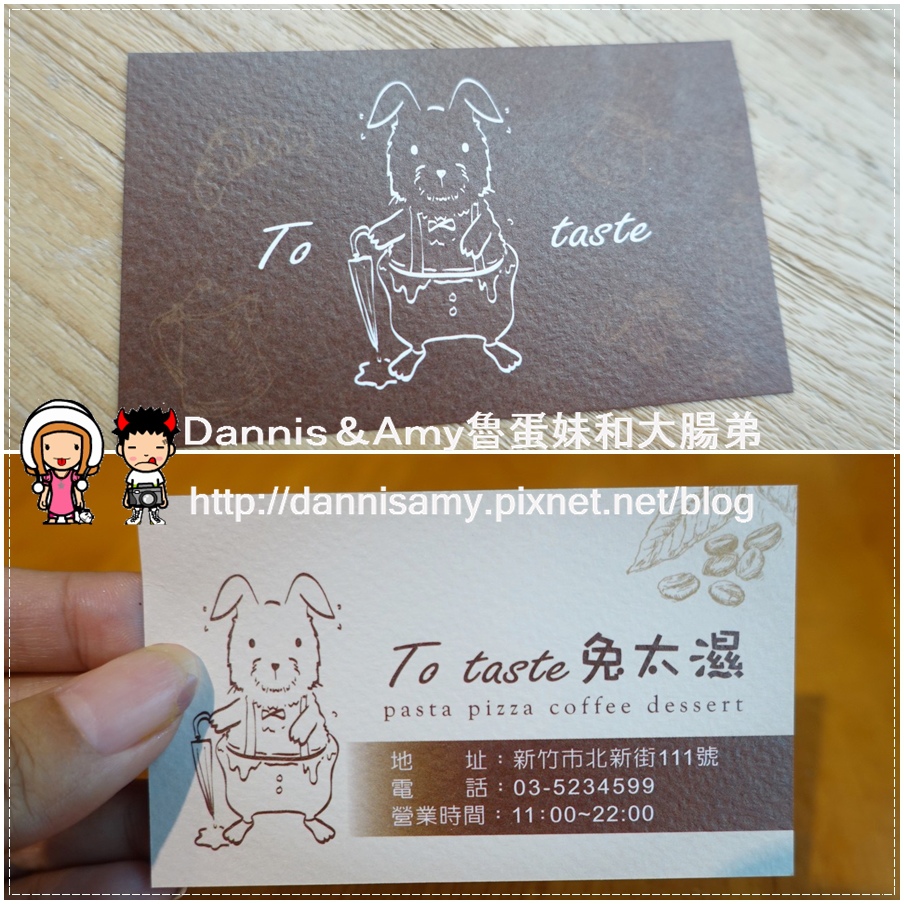 To taste
Dannis＆Amy魯蛋妹和大腸弟
http://dannisamy.pixnet.net/blog
To taste 兔太濕
pasta pizza coffee dessert
地　　址：新竹市北新街111號
電　　話：03-5234599
營業時間：11:00~22:00